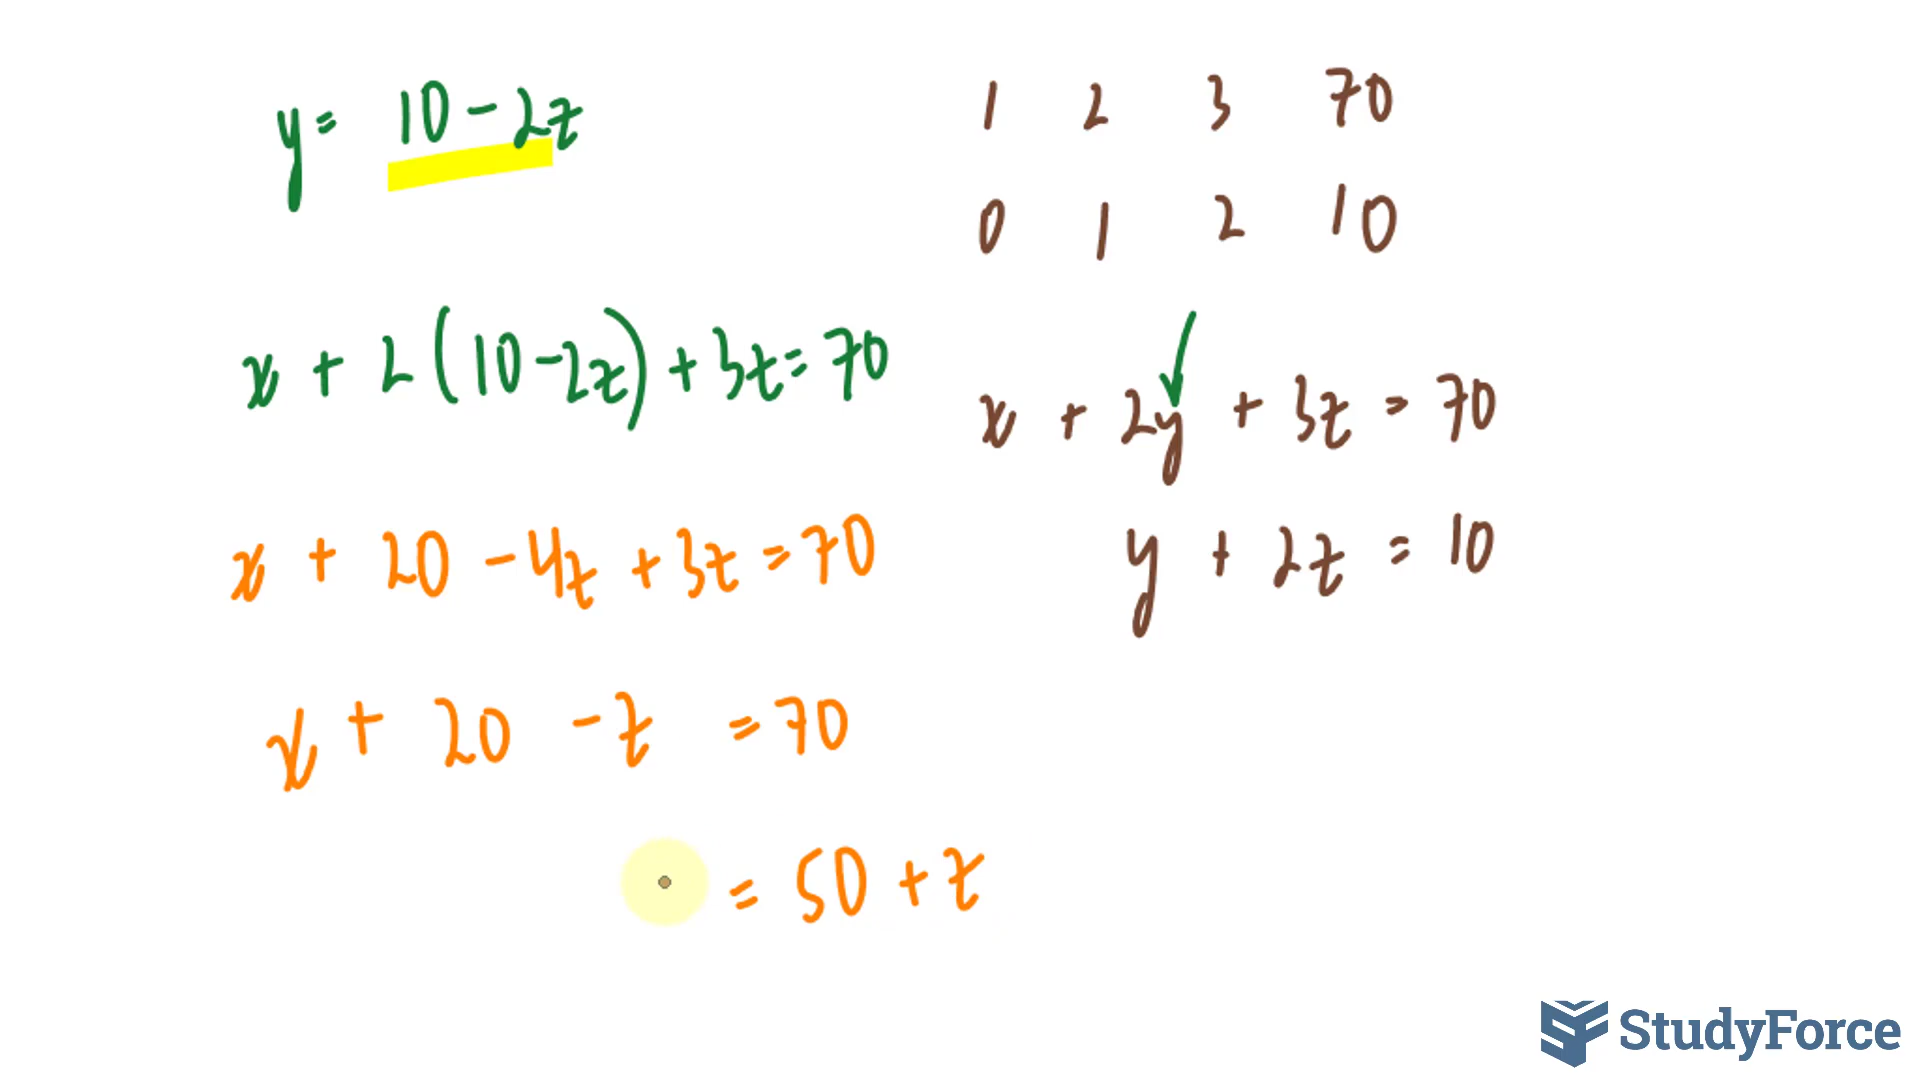 y = 10 - 2z
x + 2(10 - 2z) + 3z = 70
x + 20 - 4z + 3z = 70
x + 20 - z = 70
= 50 + z
1 2 3 70
0 1 2 10
x + 2y + 3z = 70
y + 2z = 10
StudyForce